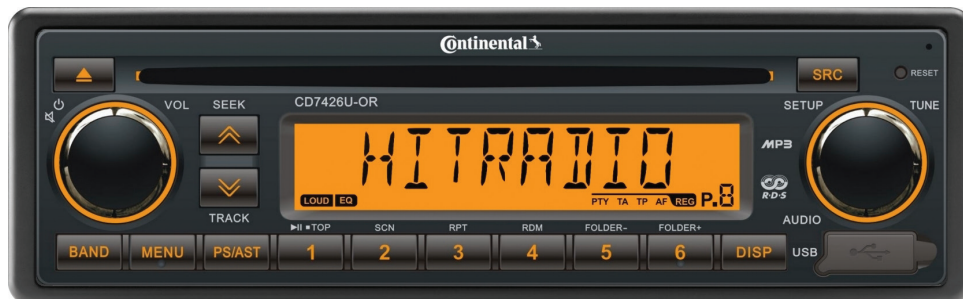 Continental
SRC
RESET
VOL
SEEK
CD7426U-OR
SETUP
TUNE
HITRADIO
MP3
LOUD EQ
PTY TA TP AF REG P.8
R·D·S
TRACK
AUDIO
▶II ■TOP
SCN
RPT
RDM
FOLDER-
FOLDER+
BAND
MENU
PS/AST
1
2
3
4
5
6
DISP
USB